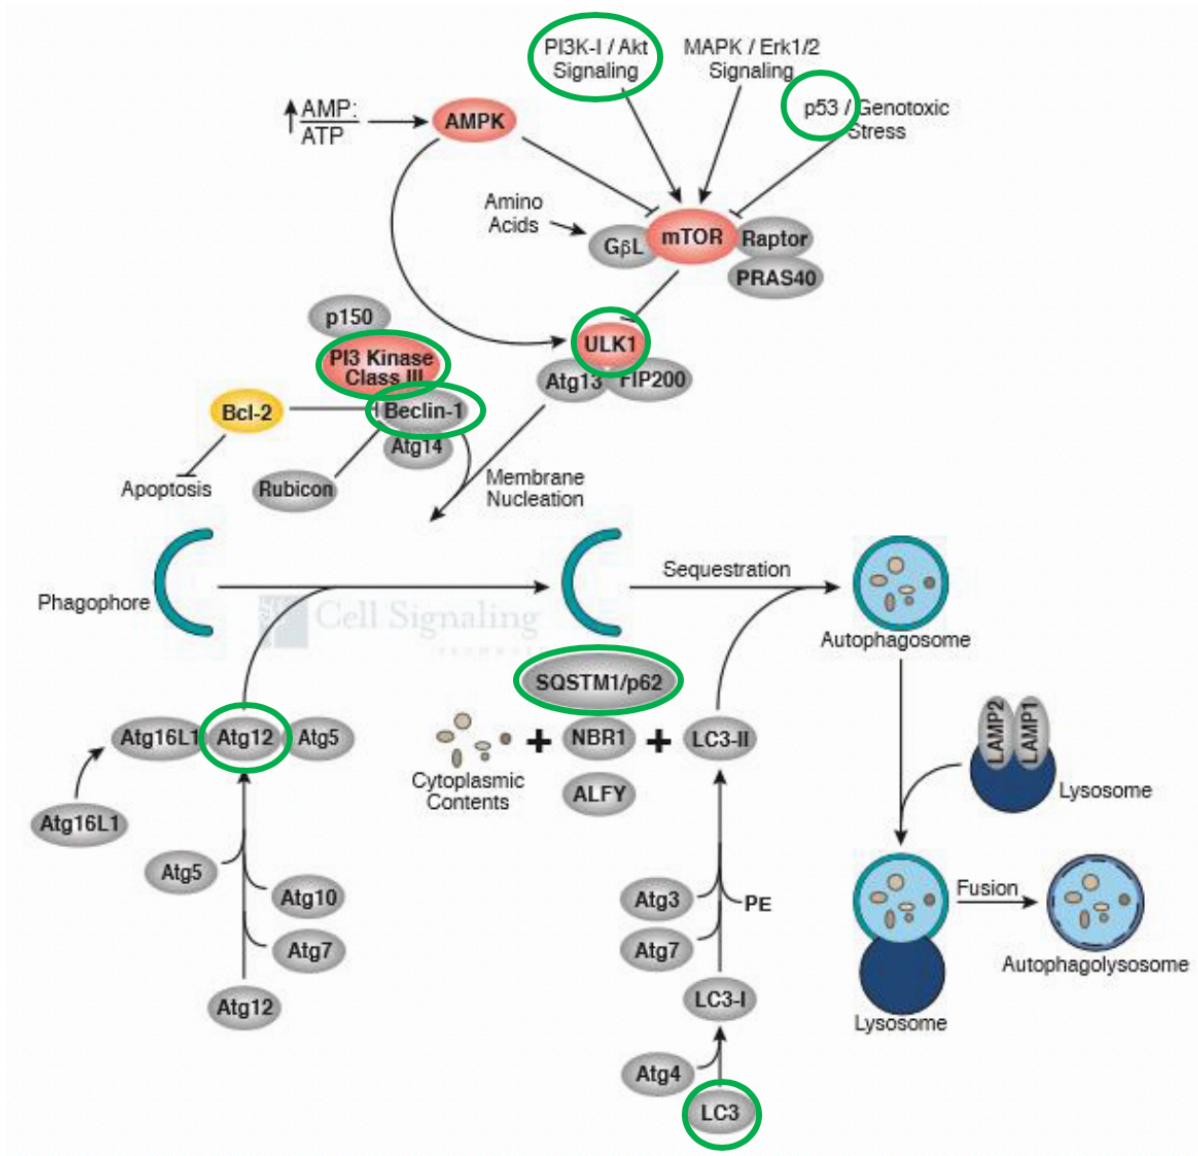 PI3K-I / Akt
Signaling
MAPK / Erk1/2
Signaling
p53 / Genotoxic
Stress
AMP:
ATP
AMPK
Amino
Acids
GβL
mTOR
Raptor
PRAS40
p150
PI3 Kinase
Class III
ULK1
Atg13
FIP200
Bcl-2
Beclin-1
Atg14
Apoptosis
Rubicon
Membrane
Nucleation
Phagophore
Cell Signaling
Sequestration
Autophagosome
SQSTM1/p62
Atg16L1
Atg12
Atg5
+
NBR1
+
LC3-II
Cytoplasmic
Contents
ALFY
LAMP2
LAMP1
Lysosome
Atg16L1
Atg5
Atg10
Atg7
Atg12
Atg3
PE
Atg7
LC3-I
Atg4
LC3
Fusion
Autophagolysosome
Lysosome